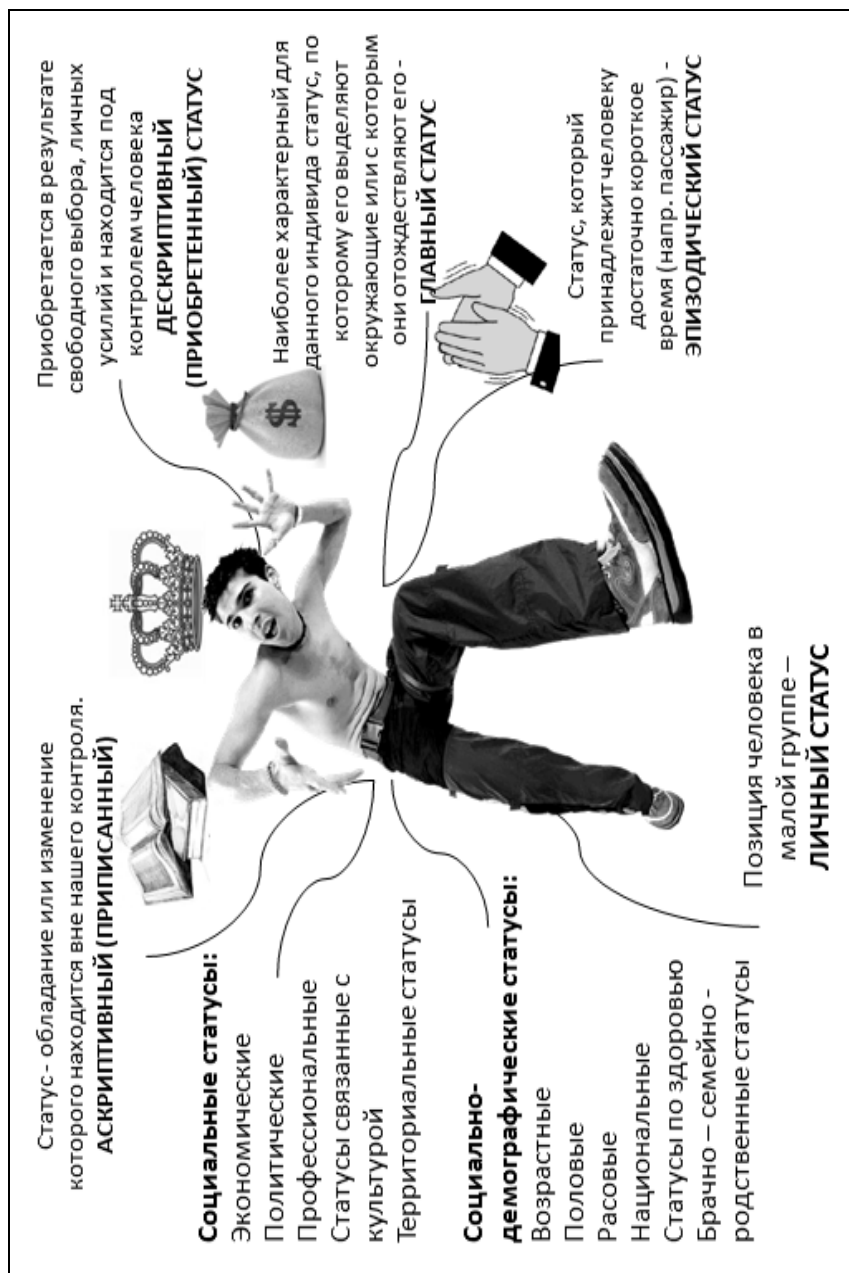 Статус - обладание или изменение
которого находится вне нашего контроля.
АСКРИПТИВНЫЙ (ПРИПИСАННЫЙ)
Социальные статусы:
Экономические
Политические
Профессиональные
Статусы связанные с
культурой
Территориальные статусы
Социально-
демографические статусы:
Возрастные
Половые
Расовые
Национальные
Статусы по здоровью
Брачно – семейно -
родственные статусы
Позиция человека в
малой группе –
ЛИЧНЫЙ СТАТУС
Приобретается в результате
свободного выбора, личных
усилий и находится под
контролем человека
ДЕСКРИПТИВНЫЙ
(ПРИОБРЕТЕННЫЙ) СТАТУС
$
Наиболее характерный для
данного индивида статус, по
которому его выделяют
окружающие или с которым
они отождествляют его -
ГЛАВНЫЙ СТАТУС
Статус, который
принадлежит человеку
достаточно короткое
время (напр. пассажир) -
ЭПИЗОДИЧЕСКИЙ СТАТУС